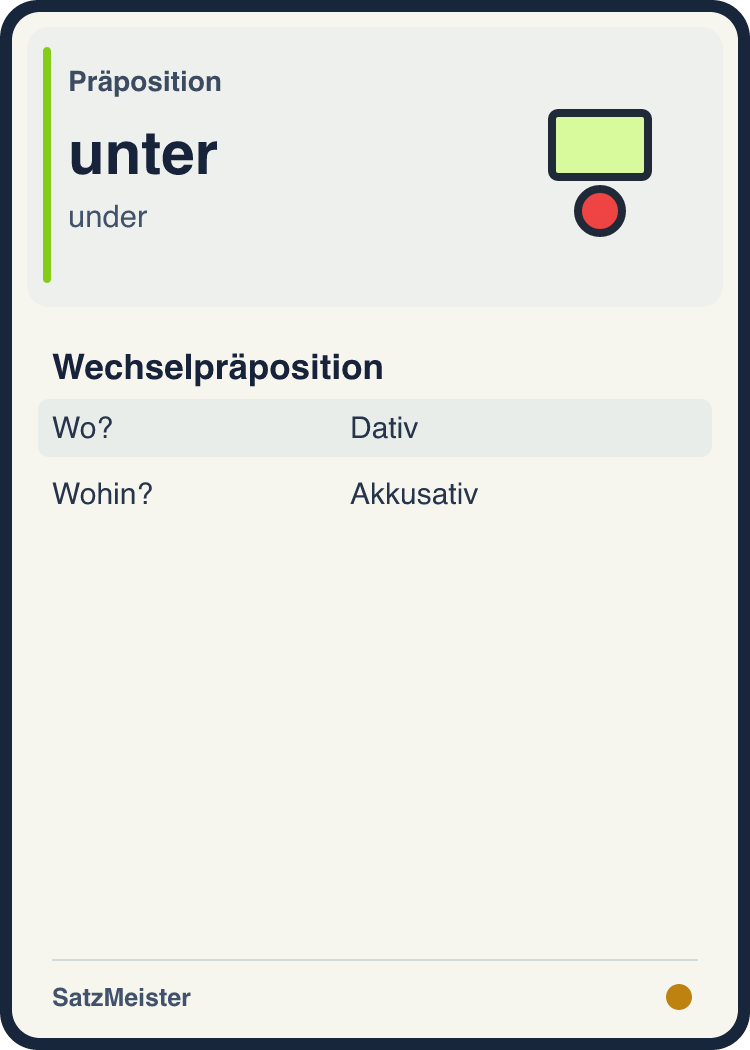 Präposition
unter
under
Wechselpräposition
Wo? Dativ
Wohin? Akkusativ
SatzMeister